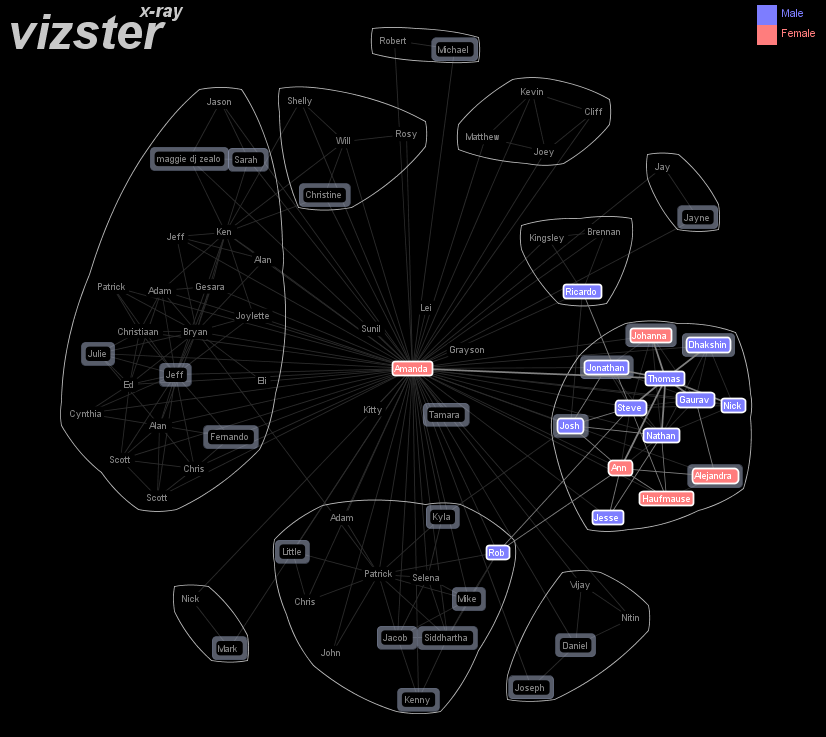 x-ray
vizster
Male
Female
Robert
Michael
Jason
Shelly
Kevin
Cliff
Will
Rosy
Matthew
Joey
maggie dj zealo
Sarah
Jay
Christine
Jayne
Jeff
Ken
Kingsley
Brennan
Alan
Patrick
Adam
Gesara
Ricardo
Lei
Joylette
Christiaan
Bryan
Sunil
Johanna
Dhakshin
Julie
Grayson
Jeff
Amanda
Jonathan
Thomas
Ed
Eli
Gaurav
Nick
Cynthia
Kitty
Tamara
Steve
Alan
Josh
Fernando
Nathan
Scott
Chris
Ann
Alejandra
Scott
Haufmause
Adam
Kyla
Jesse
Little
Rob
Patrick
Selena
Vijay
Nick
Chris
Mike
Nitin
Mark
John
Jacob
Siddhartha
Daniel
Kenny
Joseph